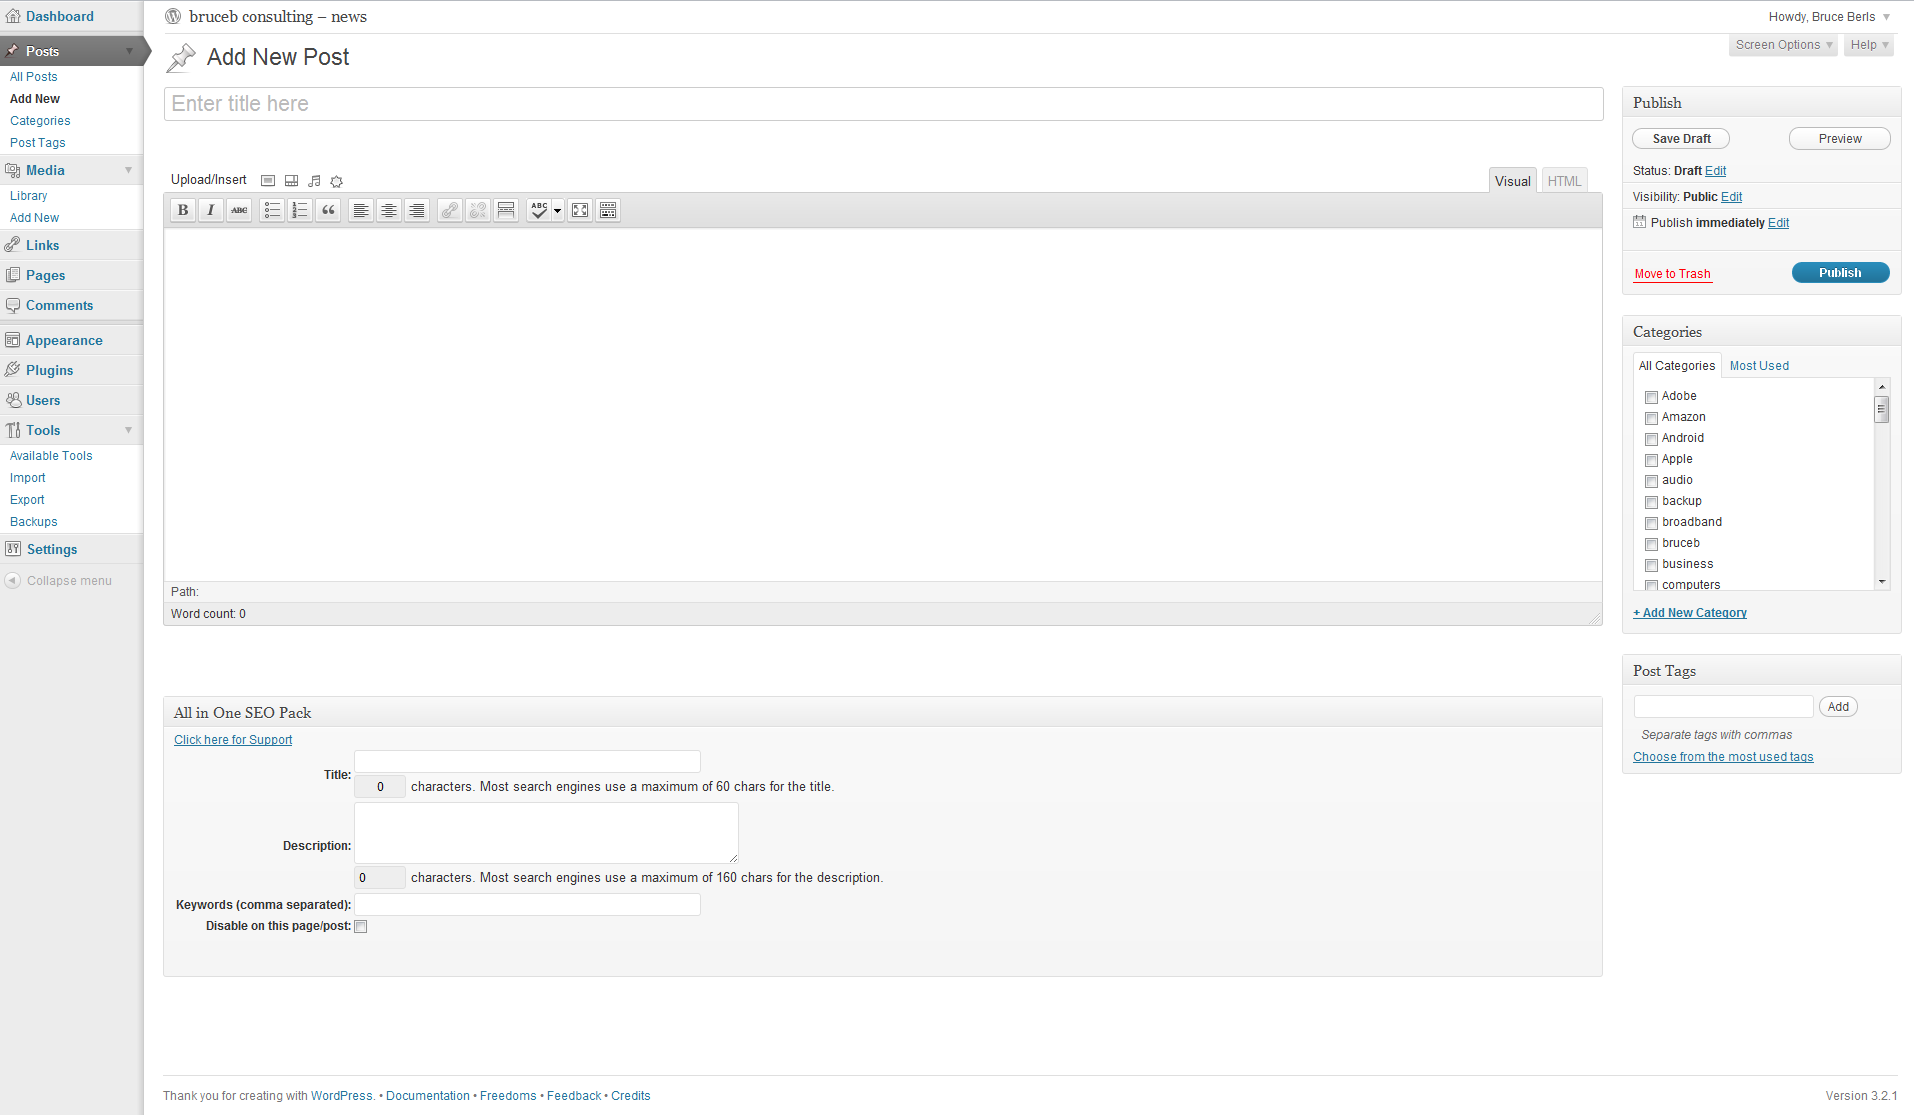 Dashboard
Posts
All Posts
Add New
Categories
Post Tags
Media
Library
Add New
Links
Pages
Comments
Appearance
Plugins
Users
Tools
Available Tools
Import
Export
Backups
Settings
Collapse menu
bruceb consulting – news
Howdy, Bruce Berls
Screen Options
Help
Add New Post
Enter title here
Upload/Insert
Visual
HTML
B I ABC
ABC
Path:
Word count: 0
All in One SEO Pack
Click here for Support
Title:
0 characters. Most search engines use a maximum of 60 chars for the title.
Description:
0 characters. Most search engines use a maximum of 160 chars for the description.
Keywords (comma separated):
Disable on this page/post:
Publish
Save Draft
Preview
Status: Draft Edit
Visibility: Public Edit
Publish immediately Edit
Move to Trash
Publish
Categories
All Categories
Most Used
Adobe
Amazon
Android
Apple
audio
backup
broadband
bruceb
business
computers
+ Add New Category
Post Tags
Add
Separate tags with commas
Choose from the most used tags
Thank you for creating with WordPress. • Documentation • Freedoms • Feedback • Credits
Version 3.2.1